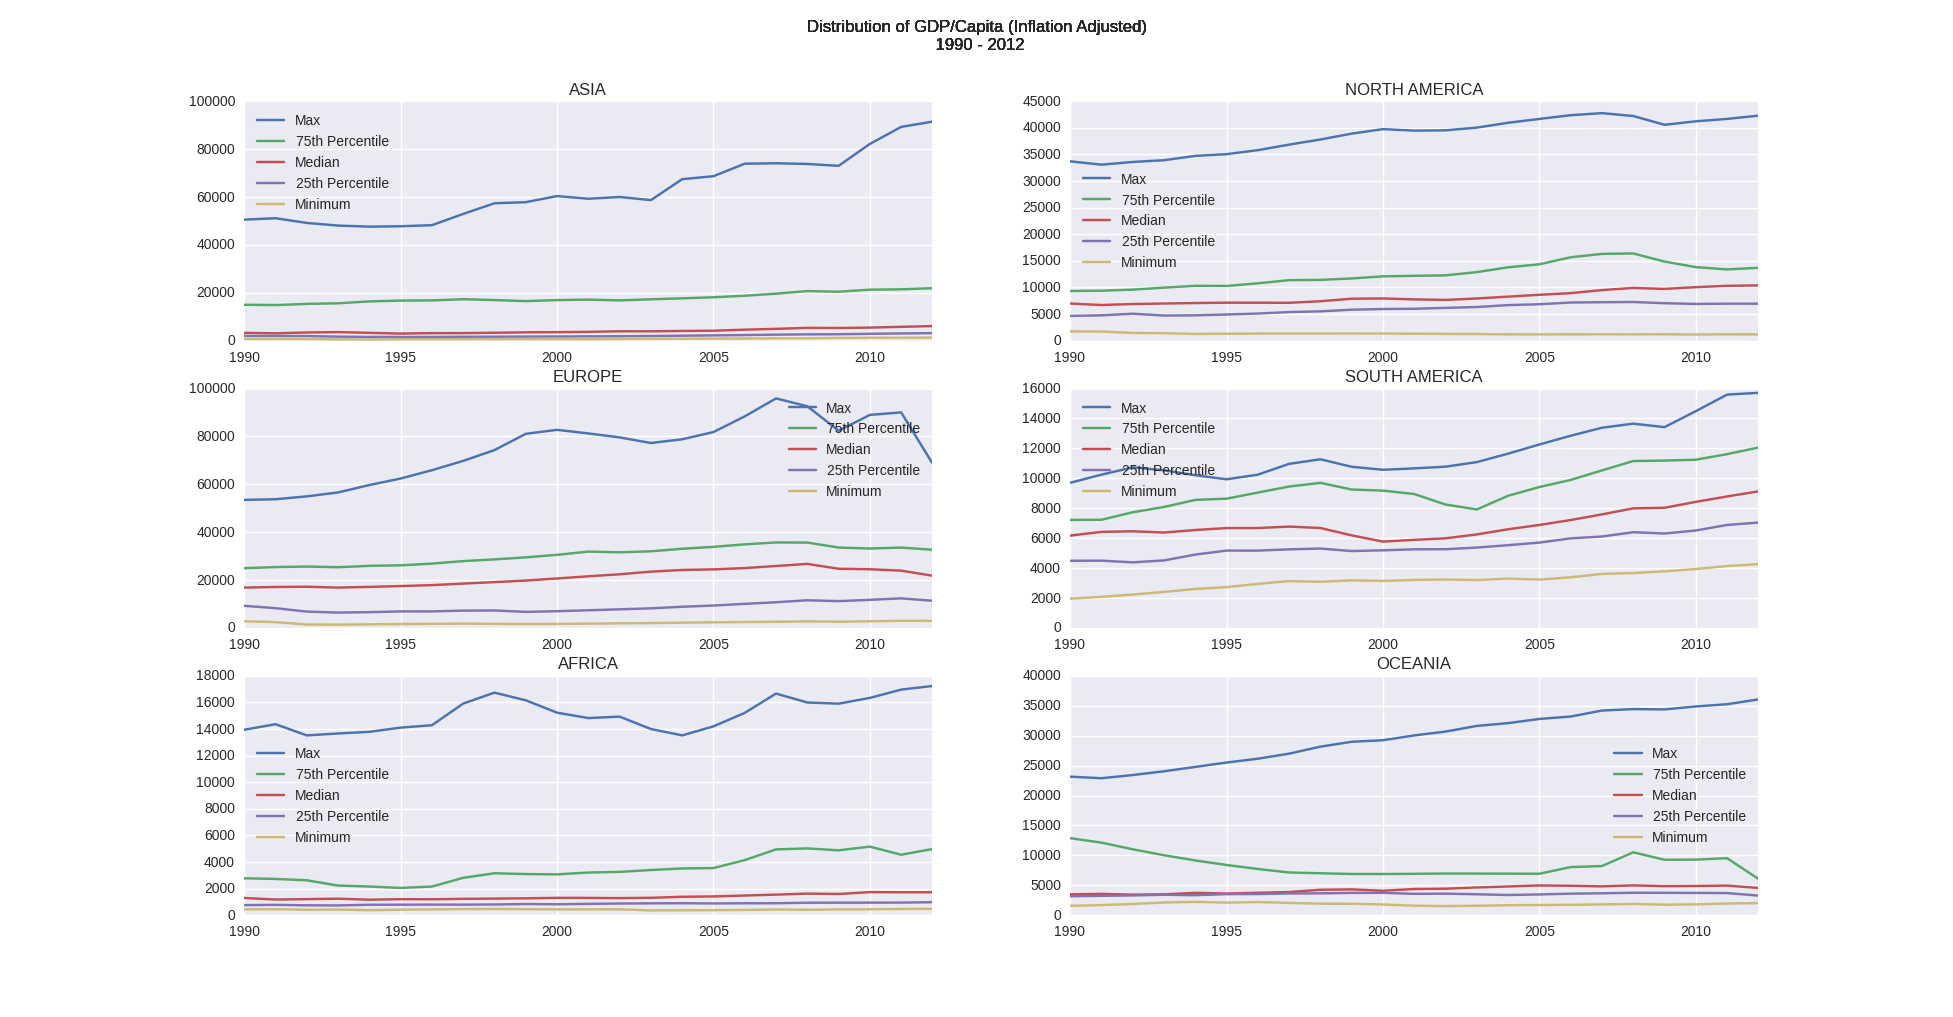 Distribution of GDP/Capita (Inflation Adjusted)
1990 - 2012
ASIA
100000
80000
60000
40000
20000
0
Max
75th Percentile
Median
25th Percentile
Minimum
1990 1995 2000 2005 2010
NORTH AMERICA
45000
40000
35000
30000
25000
20000
15000
10000
5000
0
Max
75th Percentile
Median
25th Percentile
Minimum
1990 1995 2000 2005 2010
EUROPE
100000
80000
60000
40000
20000
0
Max
75th Percentile
Median
25th Percentile
Minimum
1990 1995 2000 2005 2010
SOUTH AMERICA
16000
14000
12000
10000
8000
6000
4000
2000
0
Max
75th Percentile
Median
25th Percentile
Minimum
1990 1995 2000 2005 2010
AFRICA
18000
16000
14000
12000
10000
8000
6000
4000
2000
0
Max
75th Percentile
Median
25th Percentile
Minimum
1990 1995 2000 2005 2010
OCEANIA
40000
35000
30000
25000
20000
15000
10000
5000
0
Max
75th Percentile
Median
25th Percentile
Minimum
1990 1995 2000 2005 2010